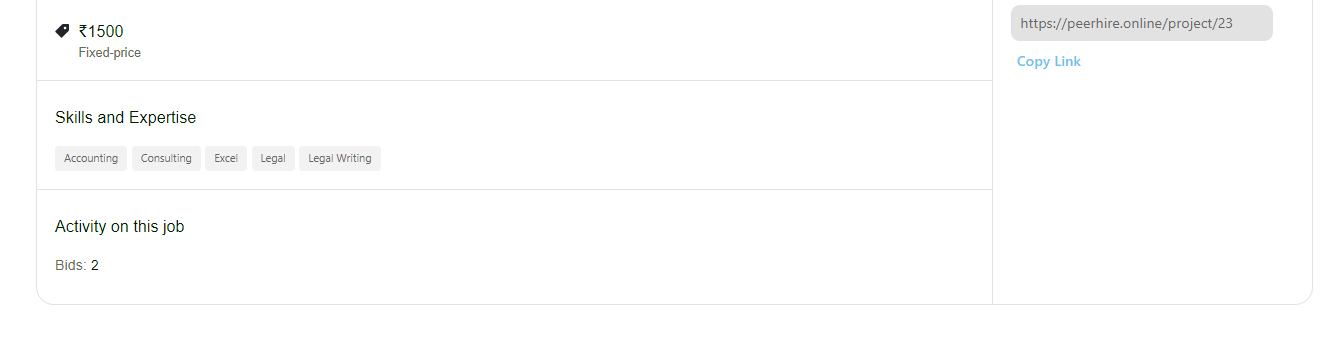 ₹1500
Fixed-price
Skills and Expertise
Accounting Consulting Excel Legal Legal Writing
Activity on this job
Bids: 2
https://peerhire.online/project/23
Copy Link